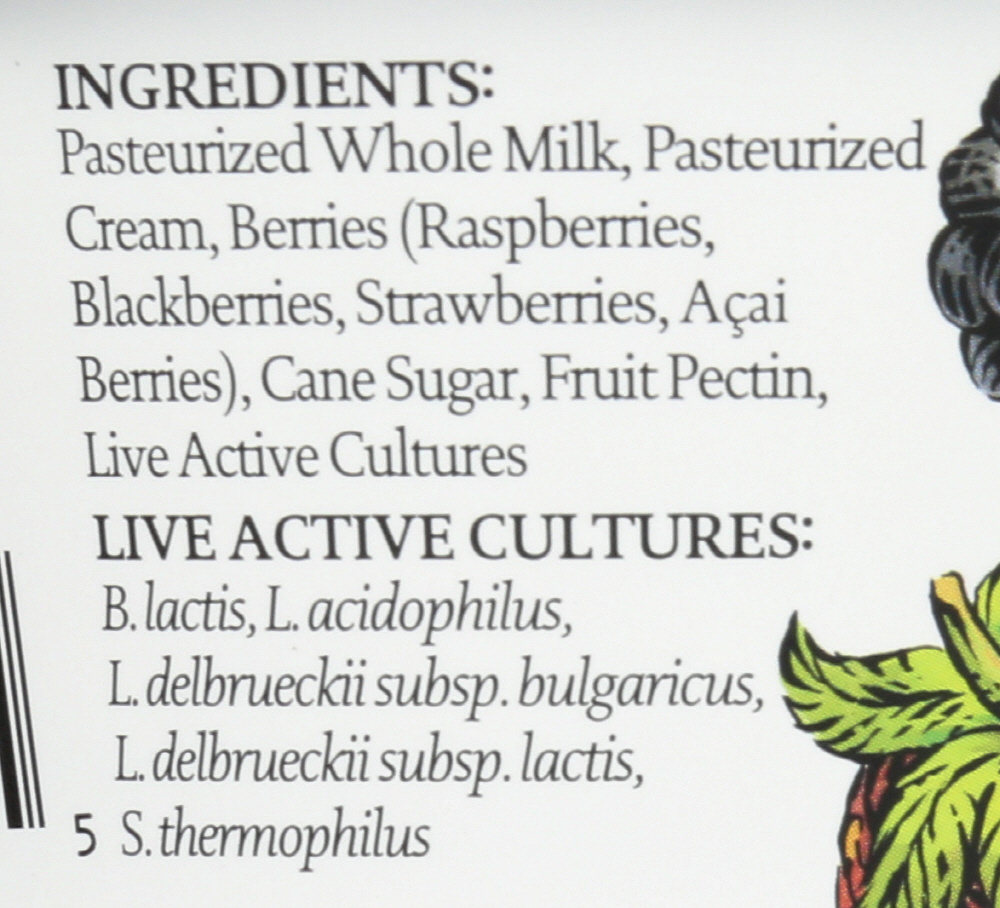 INGREDIENTS:
Pasteurized Whole Milk, Pasteurized
Cream, Berries (Raspberries,
Blackberries, Strawberries, Açai
Berries), Cane Sugar, Fruit Pectin,
Live Active Cultures
LIVE ACTIVE CULTURES:
B. lactis, L. acidophilus,
L. delbrueckii subsp. bulgaricus,
L. delbrueckii subsp. lactis,
5 S. thermophilus